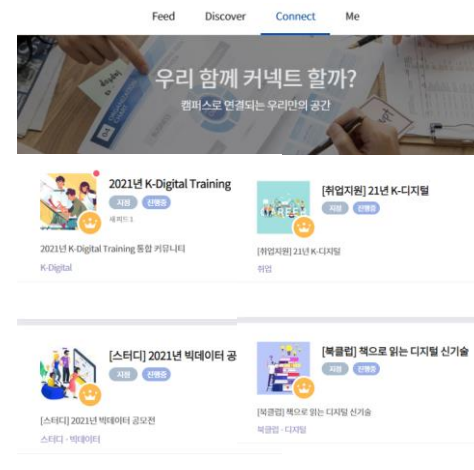 Feed Discover Connect Me
우리 함께 커넥트 할까?
캠퍼스로 연결되는 우리만의 공간
2021년 K-Digital Training
지정 진행중
새 피드 1
2021년 K-Digital Training 통합 커뮤니티
K-Digital
[취업지원] 21년 K-디지털
지정 진행중
[취업지원] 21년 K-디지털
취업
[스터디] 2021년 빅데이터 공
지정 진행중
[스터디] 2021년 빅데이터 공모전
스터디 · 빅데이터
[북클럽] 책으로 읽는 디지털 신기술
지정 진행중
[북클럽] 책으로 읽는 디지털 신기술
북클럽 · 디지털